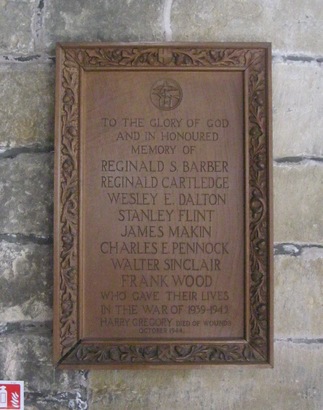 TO THE GLORY OF GOD
AND IN HONOURED
MEMORY OF
REGINALD S. BARBER
REGINALD CARTLEDGE
WESLEY E. DALTON
STANLEY FLINT
JAMES MAKIN
CHARLES E. PENNOCK
WALTER SINCLAIR
FRANK WOOD
WHO GAVE THEIR LIVES
IN THE WAR OF 1939-1945
HARRY GREGORY DIED OF WOUNDS
OCTOBER 1944.